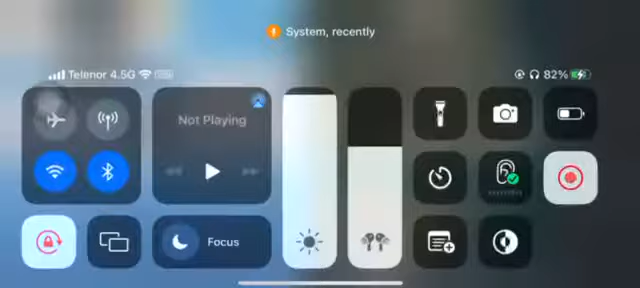 System, recently
Telenor 4.5G
82%
Not Playing
Focus